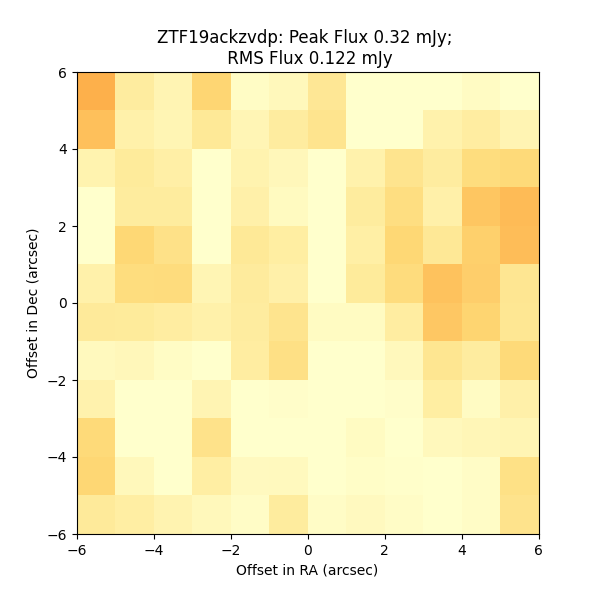 ZTF19ackzvdp: Peak Flux 0.32 mJy;
RMS Flux 0.122 mJy
6
4
2
0
−2
−4
−6
Offset in Dec (arcsec)
−6 −4 −2 0 2 4 6
Offset in RA (arcsec)